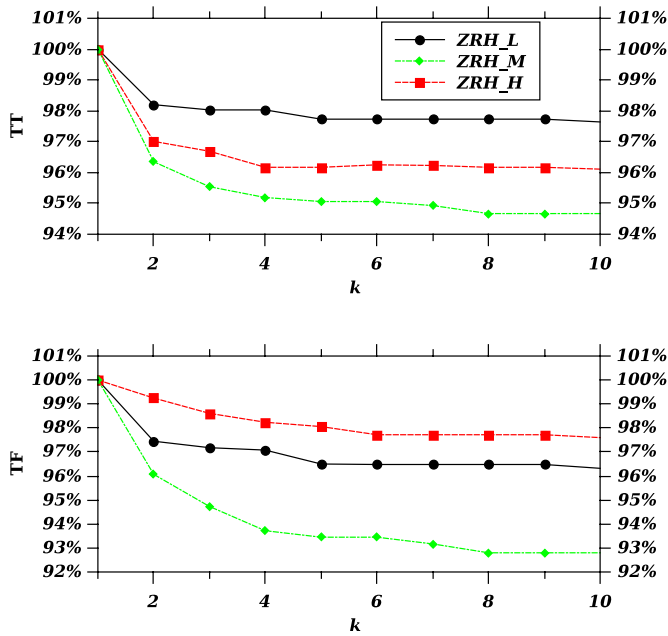 101% 101%
100% ZRH_L 100%
99% ZRH_M 99%
98% ZRH_H 98%
TT
97% 97%
96% 96%
95% 95%
94% 94%
2 4 6 8 10
k
101% 101%
100% 100%
99% 99%
98% 98%
97% 97%
TF
96% 96%
95% 95%
94% 94%
93% 93%
92% 92%
2 4 6 8 10
k